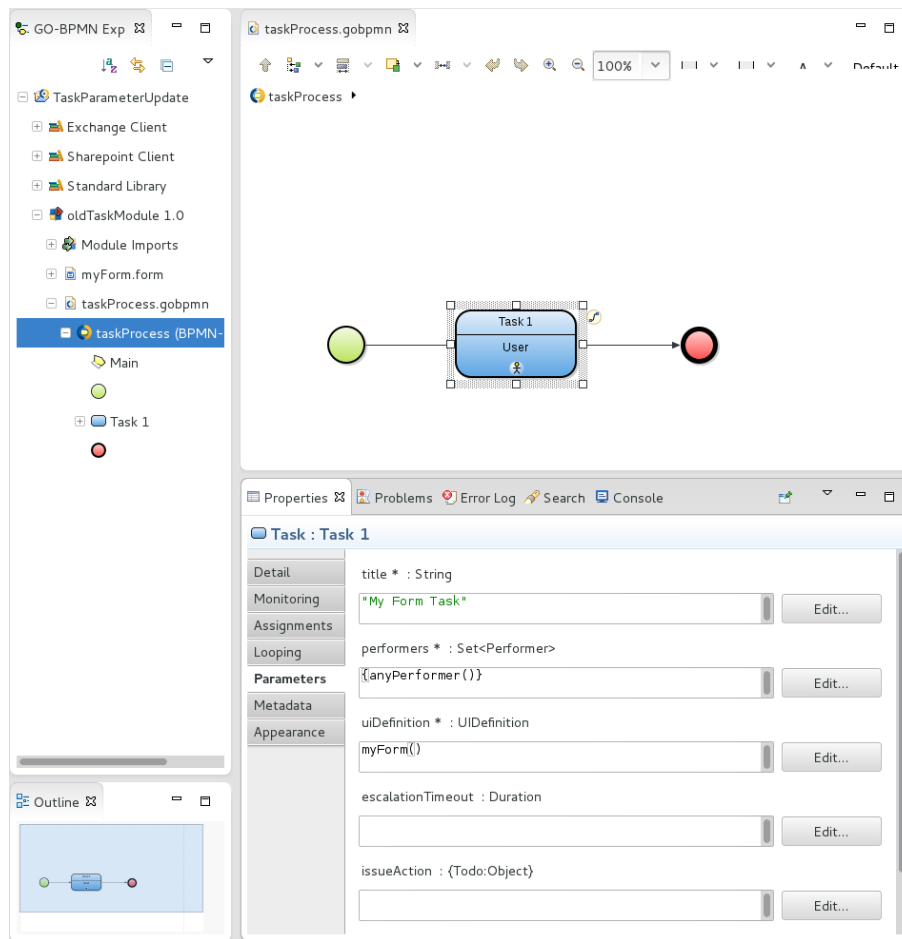 GO-BPMN Exp
TaskParameterUpdate
Exchange Client
Sharepoint Client
Standard Library
oldTaskModule 1.0
Module Imports
myForm.form
taskProcess.gobpmn
taskProcess (BPMN-
Main
Task 1
Outline
taskProcess.gobpmn
100%
Default
taskProcess
Task 1
User
Properties
Problems
Error Log
Search
Console
Task : Task 1
Detail
Monitoring
Assignments
Looping
Parameters
Metadata
Appearance
title * : String
"My Form Task"
Edit...
performers * : Set<Performer>
{anyPerformer()}
Edit...
uiDefinition * : UIDefinition
myForm()
Edit...
escalationTimeout : Duration
Edit...
issueAction : {Todo:Object}
Edit...